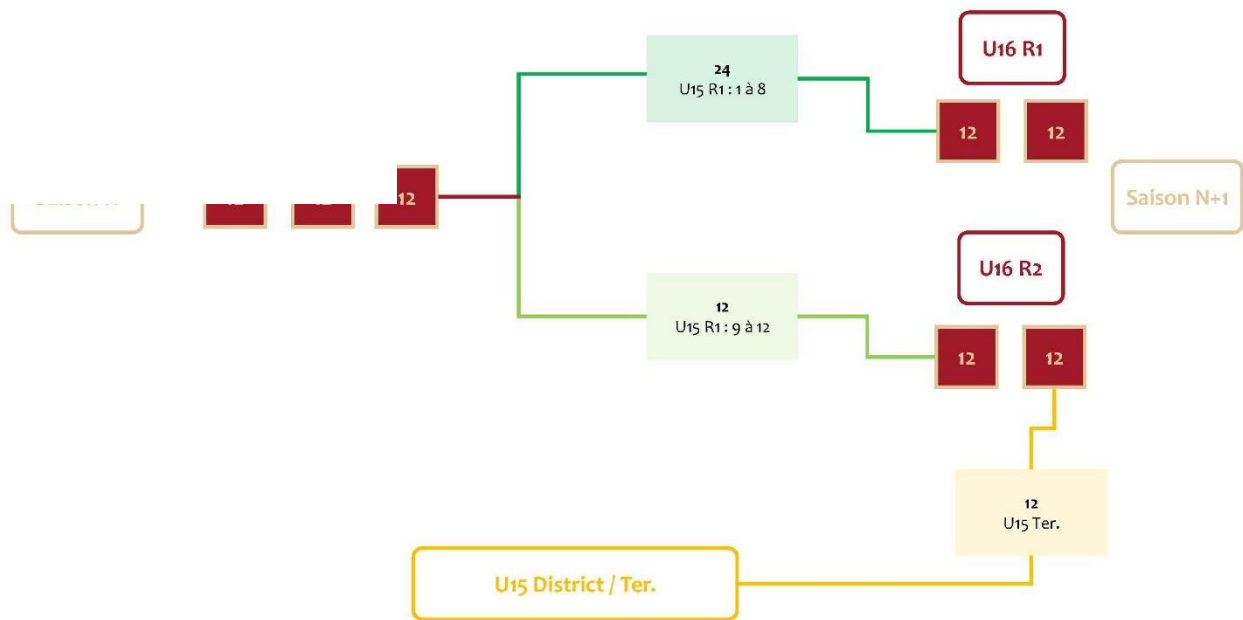 24
U15 R1 : 1 à 8
U16 R1
12
12
12
Saison N+1
12
U15 R1 : 9 à 12
U16 R2
12
12
12
U15 Ter.
U15 District / Ter.